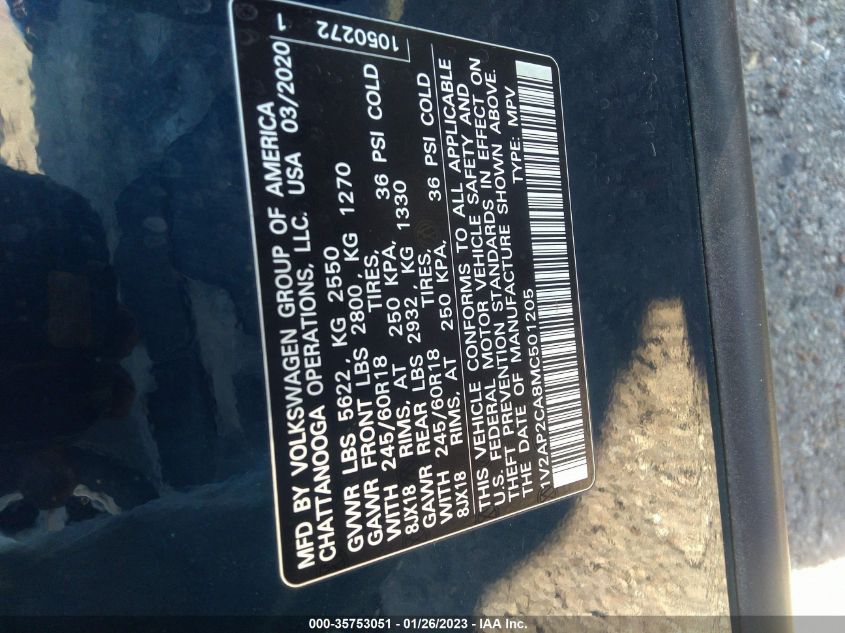 MFD BY VOLKSWAGEN GROUP OF AMERICA
CHATTANOOGA OPERATIONS, LLC. USA 03/2020 1
GVWR LBS 5622, KG 2550
GAWR FRONT LBS 2800, KG 1270
WITH 245/60R18 TIRES, 36 PSI COLD
8JX18 RIMS, AT 250 KPA,
GAWR REAR LBS 2932, KG 1330
WITH 245/60R18 TIRES, 36 PSI COLD
8JX18 RIMS, AT 250 KPA,
THIS VEHICLE CONFORMS TO ALL APPLICABLE
U.S. FEDERAL MOTOR VEHICLE SAFETY AND
THEFT PREVENTION STANDARDS IN EFFECT ON
THE DATE OF MANUFACTURE SHOWN ABOVE.
1V2AP2CA8MC501205 TYPE: MPV
1050272
000-35753051 - 01/26/2023 - IAA Inc.